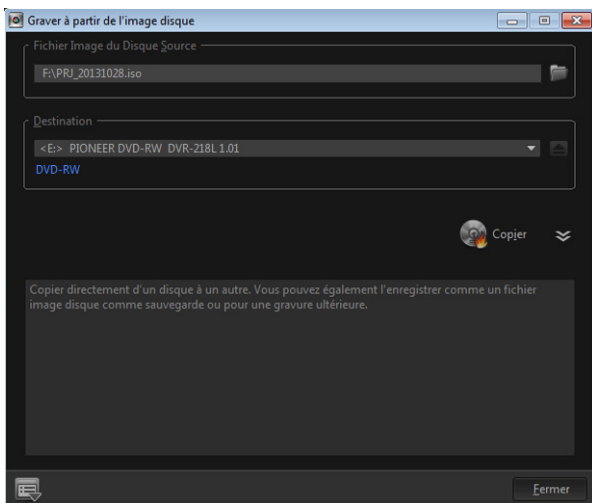 Graver à partir de l'image disque
Fichier Image du Disque Source
F:\PRJ_20131028.iso
Destination
<E:> PIONEER DVD-RW DVR-218L 1.01
DVD-RW
Copier
Copier directement d'un disque à un autre. Vous pouvez également l'enregistrer comme un fichier
image disque comme sauvegarde ou pour une gravure ultérieure.
Fermer